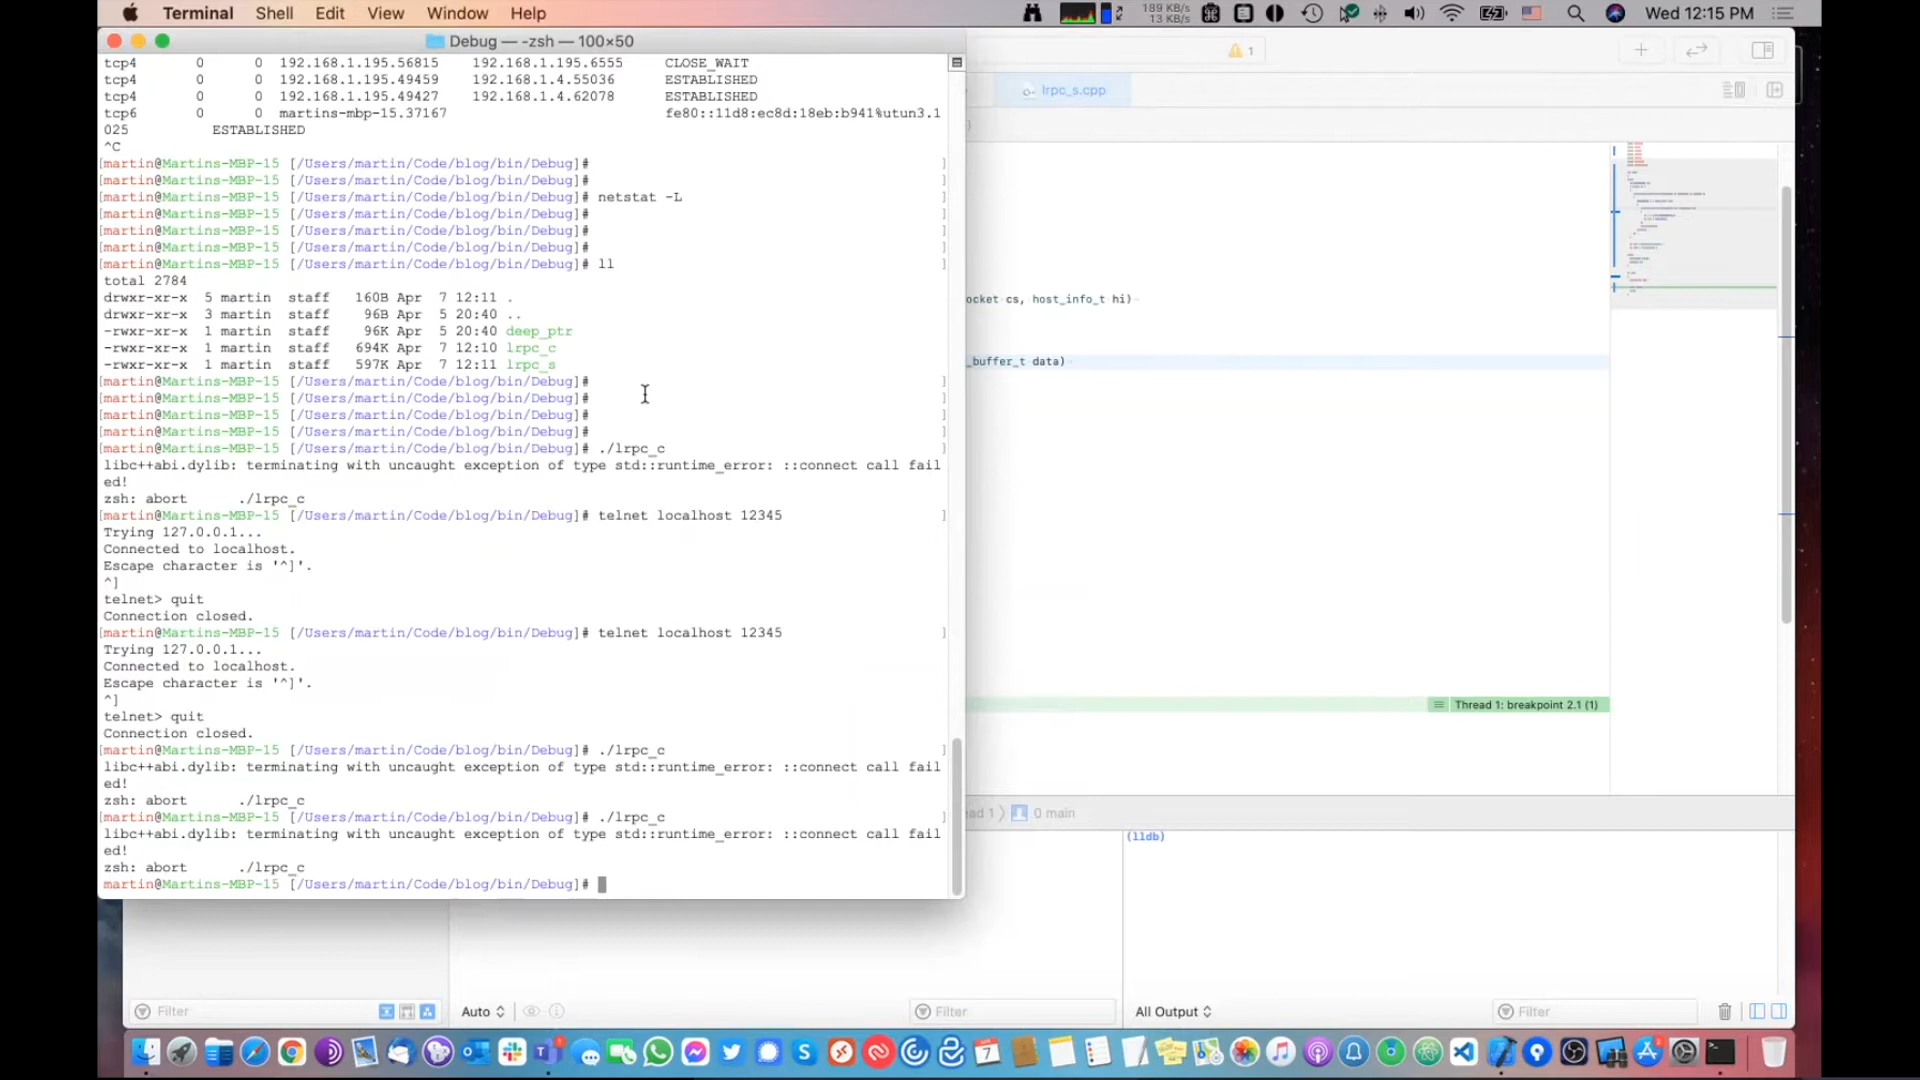 Terminal Shell Edit View Window Help 189 KB/s 13 KB/s Wed 12:15 PM
Debug — -zsh — 100×50
tcp4 0 0 192.168.1.195.56815 192.168.1.195.6555 CLOSE_WAIT
tcp4 0 0 192.168.1.195.49459 192.168.1.4.55036 ESTABLISHED
tcp4 0 0 192.168.1.195.49427 192.168.1.4.62078 ESTABLISHED
tcp6 0 0 martins-mbp-15.37167 fe80::11d8:ec8d:18eb:b941%utun3.1
025 ESTABLISHED
^C
[martin@Martins-MBP-15 [/Users/martin/Code/blog/bin/Debug]# ]
[martin@Martins-MBP-15 [/Users/martin/Code/blog/bin/Debug]# ]
[martin@Martins-MBP-15 [/Users/martin/Code/blog/bin/Debug]# netstat -L ]
[martin@Martins-MBP-15 [/Users/martin/Code/blog/bin/Debug]# ]
[martin@Martins-MBP-15 [/Users/martin/Code/blog/bin/Debug]# ]
[martin@Martins-MBP-15 [/Users/martin/Code/blog/bin/Debug]# ]
[martin@Martins-MBP-15 [/Users/martin/Code/blog/bin/Debug]# ll ]
total 2784
drwxr-xr-x 5 martin staff 160B Apr 7 12:11 .
drwxr-xr-x 3 martin staff 96B Apr 5 20:40 ..
-rwxr-xr-x 1 martin staff 96K Apr 5 20:40 deep_ptr
-rwxr-xr-x 1 martin staff 694K Apr 7 12:10 lrpc_c
-rwxr-xr-x 1 martin staff 597K Apr 7 12:11 lrpc_s
[martin@Martins-MBP-15 [/Users/martin/Code/blog/bin/Debug]# ]
[martin@Martins-MBP-15 [/Users/martin/Code/blog/bin/Debug]# ]
[martin@Martins-MBP-15 [/Users/martin/Code/blog/bin/Debug]# ]
[martin@Martins-MBP-15 [/Users/martin/Code/blog/bin/Debug]# ]
[martin@Martins-MBP-15 [/Users/martin/Code/blog/bin/Debug]# ./lrpc_c ]
libc++abi.dylib: terminating with uncaught exception of type std::runtime_error: ::connect call fail
ed!
zsh: abort ./lrpc_c
[martin@Martins-MBP-15 [/Users/martin/Code/blog/bin/Debug]# telnet localhost 12345 ]
Trying 127.0.0.1...
Connected to localhost.
Escape character is '^]'.
^]
telnet> quit
Connection closed.
[martin@Martins-MBP-15 [/Users/martin/Code/blog/bin/Debug]# telnet localhost 12345 ]
Trying 127.0.0.1...
Connected to localhost.
Escape character is '^]'.
^]
telnet> quit
Connection closed.
[martin@Martins-MBP-15 [/Users/martin/Code/blog/bin/Debug]# ./lrpc_c ]
libc++abi.dylib: terminating with uncaught exception of type std::runtime_error: ::connect call fail
ed!
zsh: abort ./lrpc_c
[martin@Martins-MBP-15 [/Users/martin/Code/blog/bin/Debug]# ./lrpc_c ]
libc++abi.dylib: terminating with uncaught exception of type std::runtime_error: ::connect call fail
ed!
zsh: abort ./lrpc_c
martin@Martins-MBP-15 [/Users/martin/Code/blog/bin/Debug]#
1
lrpc_s.cpp
ocket cs, host_info_t hi)
_buffer_t data)
Thread 1: breakpoint 2.1 (1)
ad 1 〉 0 main
(lldb)
Filter Auto Filter All Output Filter
7